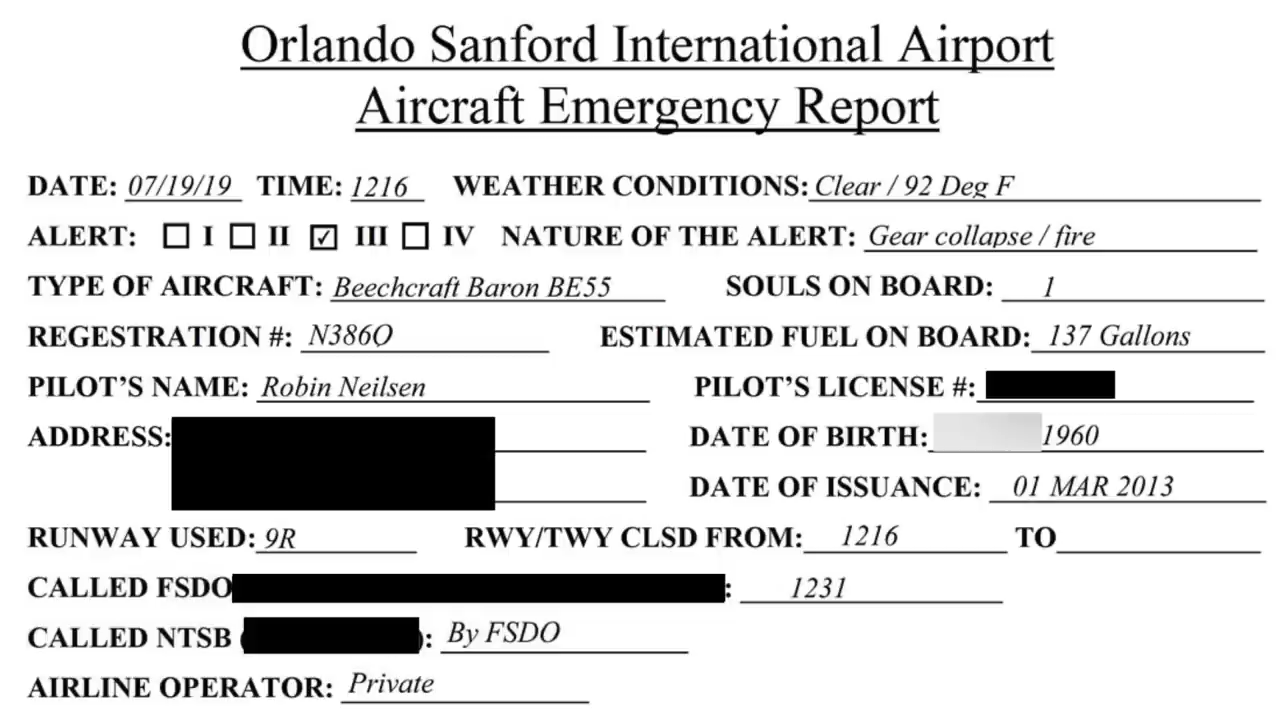 Orlando Sanford International Airport
Aircraft Emergency Report
DATE: 07/19/19 TIME: 1216 WEATHER CONDITIONS: Clear / 92 Deg F
ALERT: ☐ I ☐ II ☑ III ☐ IV NATURE OF THE ALERT: Gear collapse / fire
TYPE OF AIRCRAFT: Beechcraft Baron BE55 SOULS ON BOARD: 1
REGESTRATION #: N386Q ESTIMATED FUEL ON BOARD: 137 Gallons
PILOT'S NAME: Robin Neilsen PILOT'S LICENSE #:
ADDRESS: DATE OF BIRTH: 1960
DATE OF ISSUANCE: 01 MAR 2013
RUNWAY USED: 9R RWY/TWY CLSD FROM: 1216 TO
CALLED FSDO : 1231
CALLED NTSB ( ): By FSDO
AIRLINE OPERATOR: Private